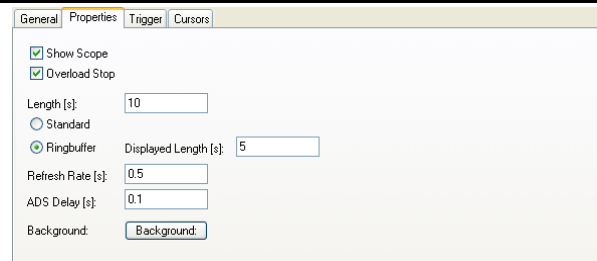 General Properties Trigger Cursors
Show Scope
Overload Stop
Length [s]: 10
Standard
Ringbuffer Displayed Length [s]: 5
Refresh Rate [s]: 0.5
ADS Delay [s]: 0.1
Background: Background: